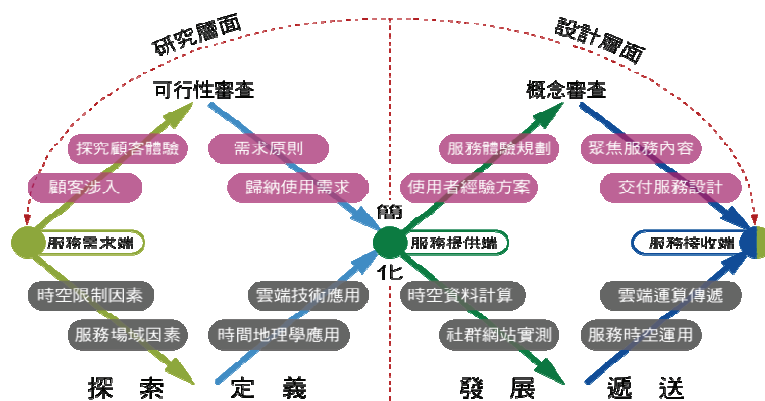 研究層面
設計層面
可行性審查
概念審查
探究顧客體驗
需求原則
服務體驗規劃
聚焦服務內容
顧客涉入
歸納使用需求
使用者經驗方案
交付服務設計
簡
服務需求端
服務提供端
服務接收端
化
時空限制因素
雲端技術應用
時空資料計算
雲端運算傳遞
服務場域因素
時間地理學應用
社群網站實測
服務時空運用
探 索
定 義
發 展
遞 送